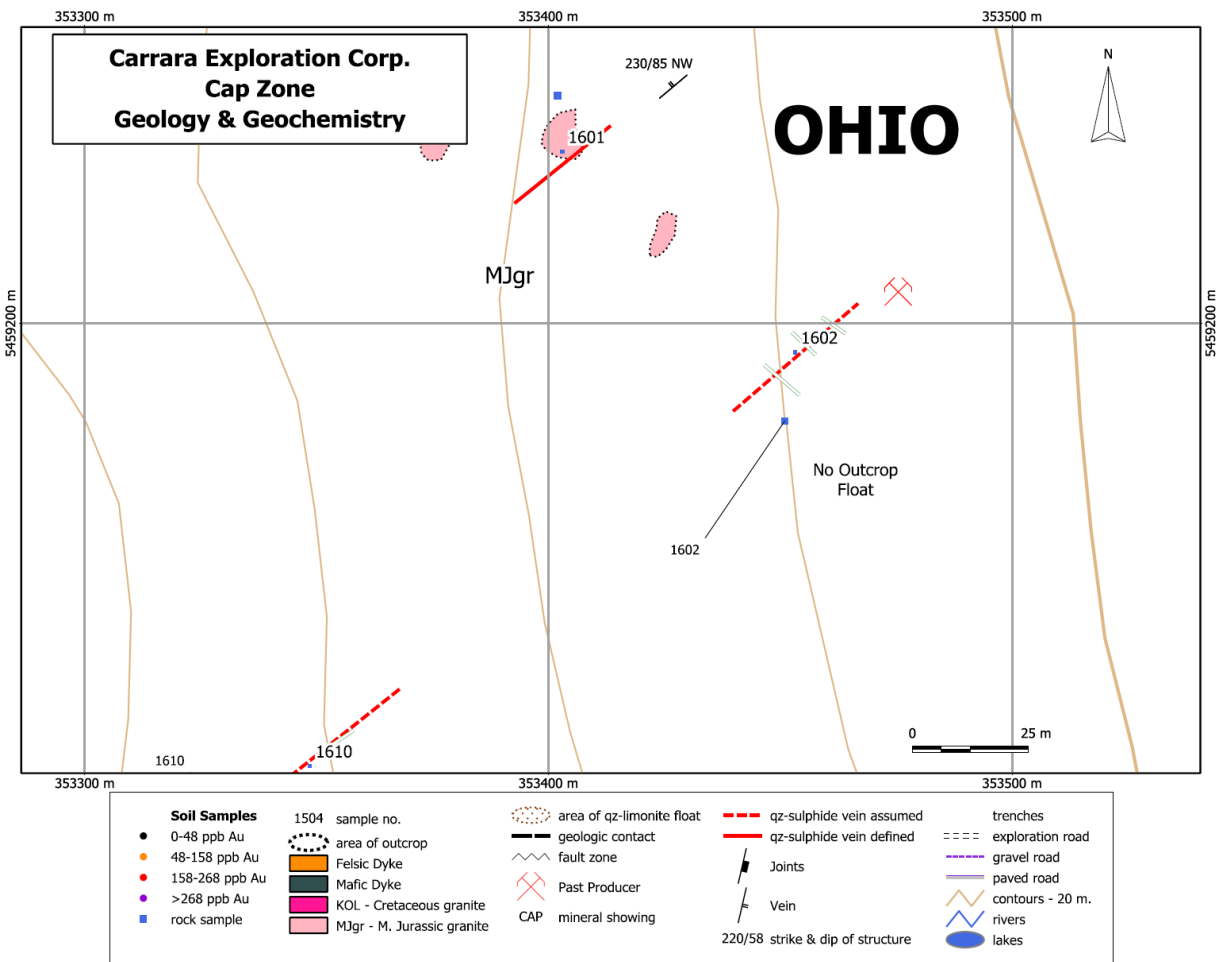 353300 m
353400 m
353500 m
Carrara Exploration Corp.
Cap Zone
Geology & Geochemistry
230/85 NW
N
OHIO
1601
MJgr
5459200 m
5459200 m
1602
No Outcrop
Float
1602
1610
1610
0 25 m
353300 m
353400 m
353500 m
Soil Samples
0-48 ppb Au
48-158 ppb Au
158-268 ppb Au
>268 ppb Au
rock sample
1504 sample no.
area of outcrop
Felsic Dyke
Mafic Dyke
KOL - Cretaceous granite
MJgr - M. Jurassic granite
area of qz-limonite float
geologic contact
fault zone
Past Producer
CAP mineral showing
qz-sulphide vein assumed
qz-sulphide vein defined
Joints
Vein
220/58 strike & dip of structure
trenches
exploration road
gravel road
paved road
contours - 20 m.
rivers
lakes